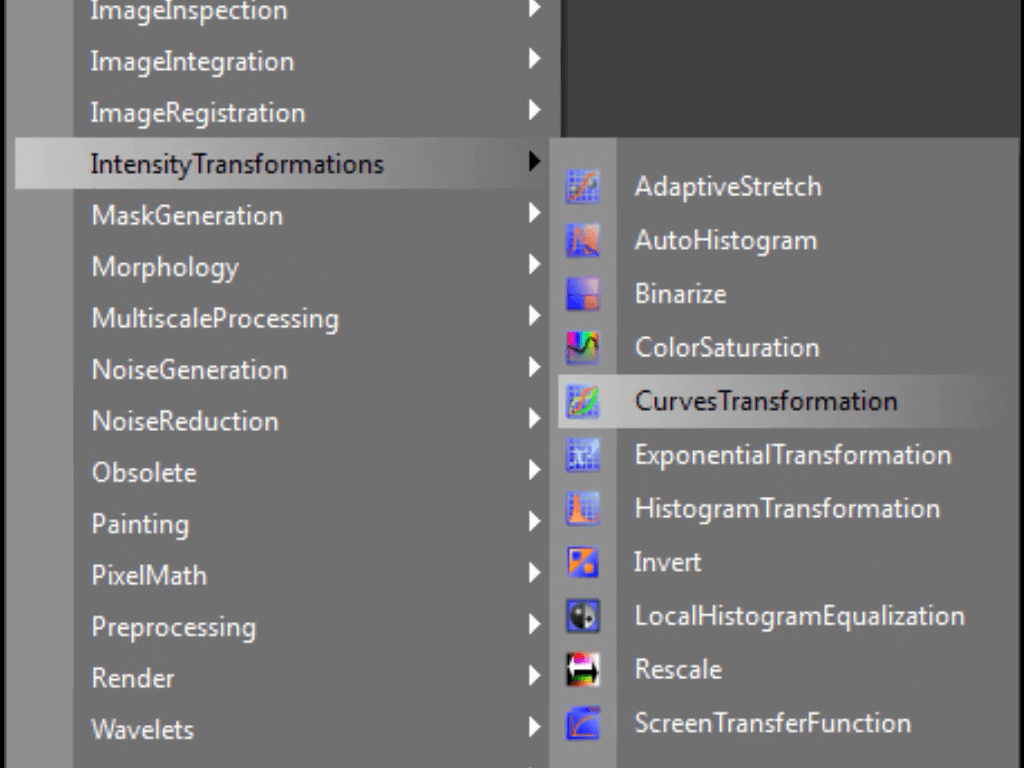 ImageInspection
ImageIntegration
ImageRegistration
IntensityTransformations
MaskGeneration
Morphology
MultiscaleProcessing
NoiseGeneration
NoiseReduction
Obsolete
Painting
PixelMath
Preprocessing
Render
Wavelets
AdaptiveStretch
AutoHistogram
Binarize
ColorSaturation
CurvesTransformation
ExponentialTransformation
HistogramTransformation
Invert
LocalHistogramEqualization
Rescale
ScreenTransferFunction